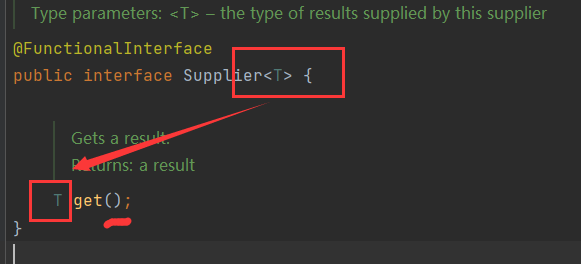 Type parameters: <T> – the type of results supplied by this supplier
@FunctionalInterface
public interface Supplier<T> {
Gets a result.
Returns: a result
T get();
}